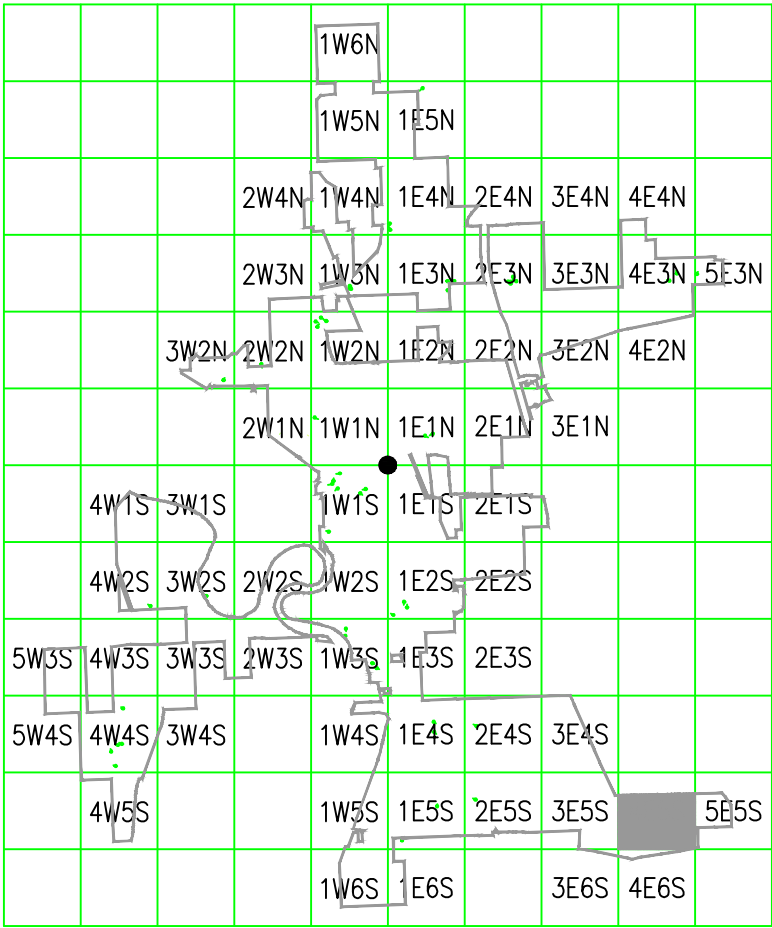 1W6N
1W5N 1E5N
2W4N 1W4N 1E4N 2E4N 3E4N 4E4N
2W3N 1W3N 1E3N 2E3N 3E3N 4E3N 5E3N
3W2N 2W2N 1W2N 1E2N 2E2N 3E2N 4E2N
2W1N 1W1N 1E1N 2E1N 3E1N
4W1S 3W1S 1W1S 1E1S 2E1S
4W2S 3W2S 2W2S 1W2S 1E2S 2E2S
5W3S 4W3S 3W3S 2W3S 1W3S 1E3S 2E3S
5W4S 4W4S 3W4S 1W4S 1E4S 2E4S 3E4S
4W5S 1W5S 1E5S 2E5S 3E5S 5E5S
1W6S 1E6S 3E6S 4E6S